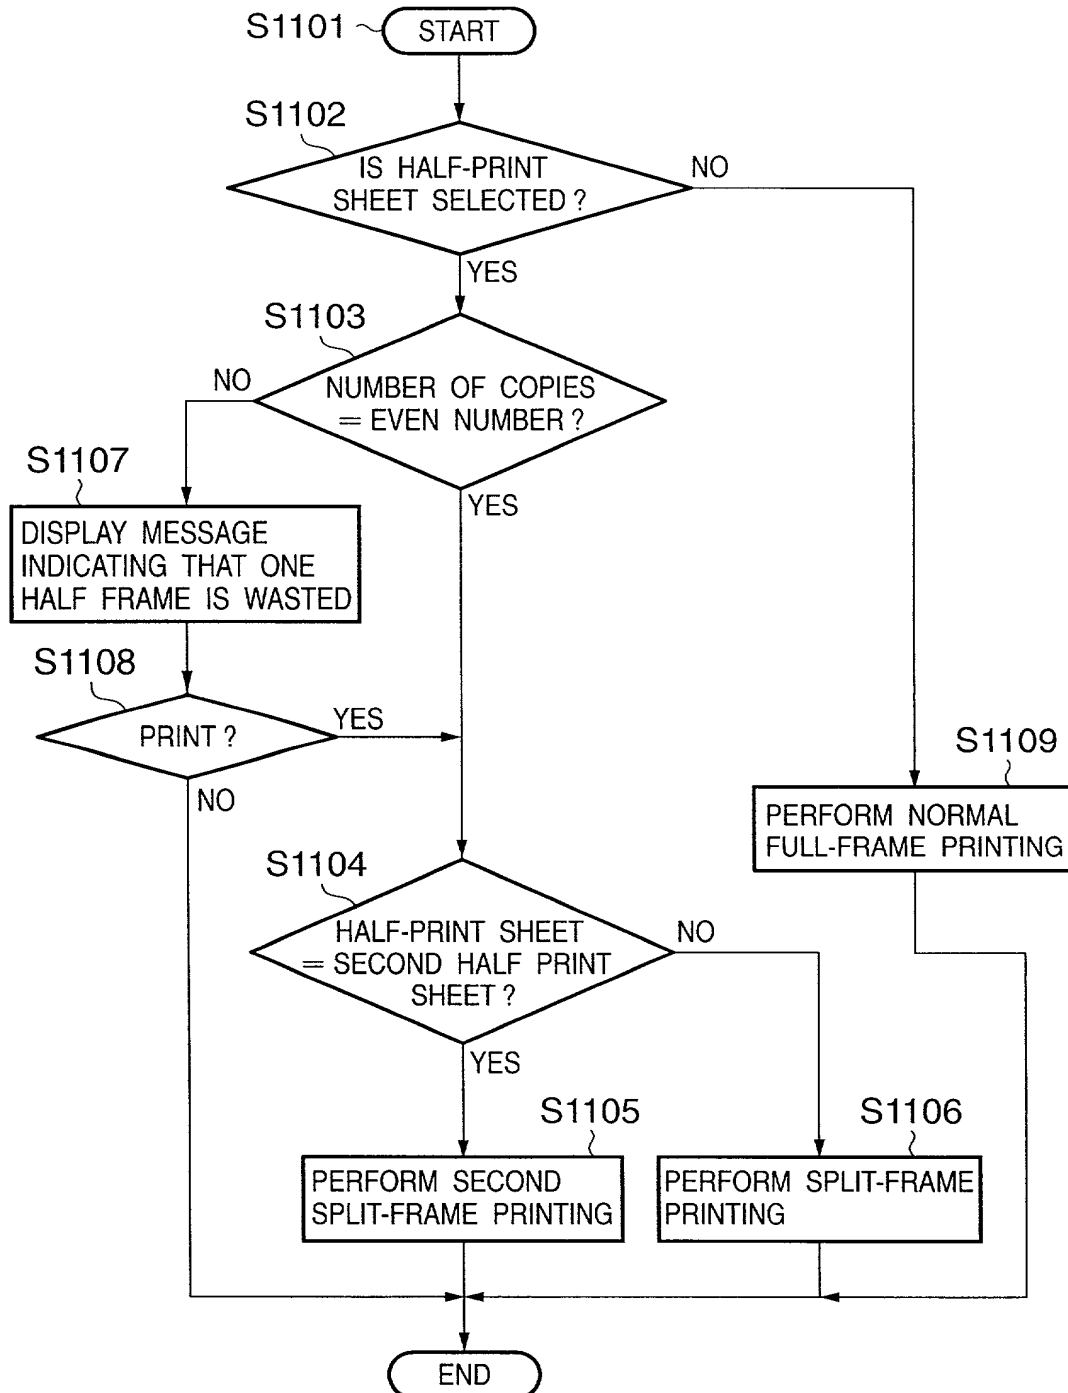 S1101
START
S1102
IS HALF-PRINT
SHEET SELECTED ?
NO
YES
S1103
NUMBER OF COPIES
= EVEN NUMBER ?
NO
YES
S1107
DISPLAY MESSAGE
INDICATING THAT ONE
HALF FRAME IS WASTED
S1108
PRINT ?
YES
NO
S1109
PERFORM NORMAL
FULL-FRAME PRINTING
S1104
HALF-PRINT SHEET
= SECOND HALF PRINT
SHEET ?
NO
YES
S1105
PERFORM SECOND
SPLIT-FRAME PRINTING
S1106
PERFORM SPLIT-FRAME
PRINTING
END